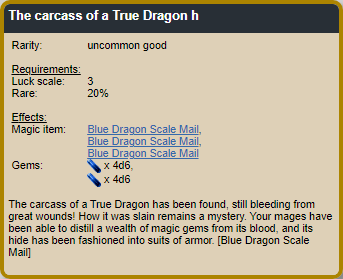 The carcass of a True Dragon h
Rarity: uncommon good
Requirements:
Luck scale: 3
Rare: 20%
Effects:
Magic item: Blue Dragon Scale Mail,
Blue Dragon Scale Mail,
Blue Dragon Scale Mail
Gems: x 4d6,
x 4d6
The carcass of a True Dragon has been found, still bleeding from
great wounds! How it was slain remains a mystery. Your mages have
been able to distill a wealth of magic gems from its blood, and its
hide has been fashioned into suits of armor. [Blue Dragon Scale
Mail]